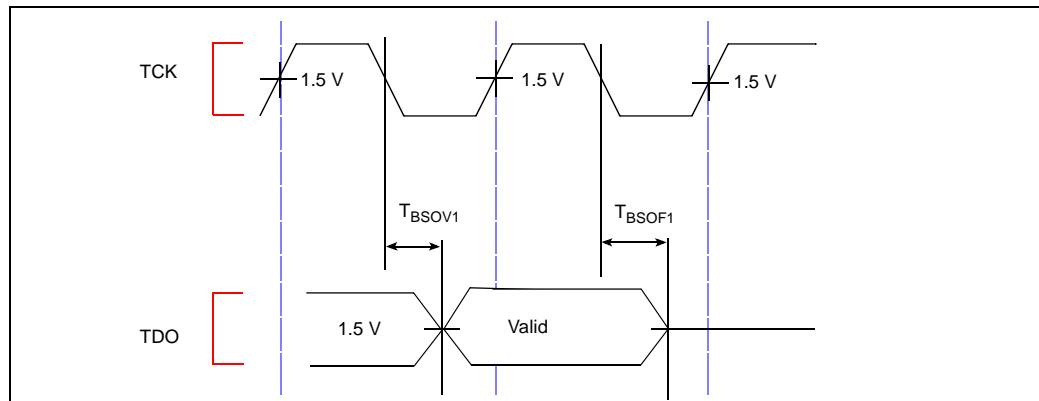 TCK
1.5 V
1.5 V
1.5 V
TBSOV1
TBSOF1
TDO
1.5 V
Valid